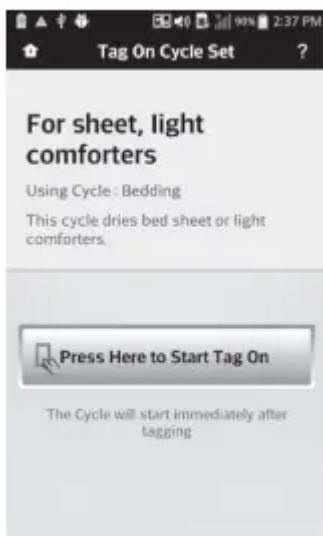 90% 2:37 PM
Tag On Cycle Set ?
For sheet, light
comforters
Using Cycle : Bedding
This cycle dries bed sheet or light
comforters.
Press Here to Start Tag On
The Cycle will start immediately after
tagging